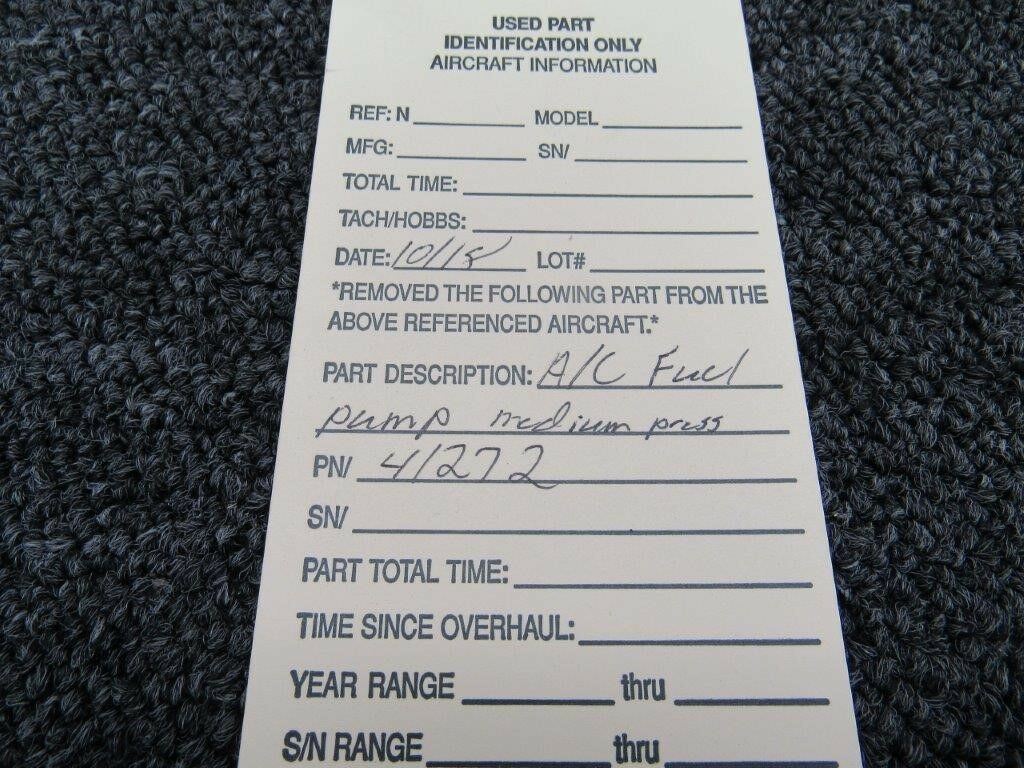 USED PART
IDENTIFICATION ONLY
AIRCRAFT INFORMATION
REF: N MODEL
MFG: SN/
TOTAL TIME:
TACH/HOBBS:
DATE: 10/18 LOT#
*REMOVED THE FOLLOWING PART FROM THE
ABOVE REFERENCED AIRCRAFT.*
PART DESCRIPTION: A/C Fuel
pump medium press
PN/ 41272
SN/
PART TOTAL TIME:
TIME SINCE OVERHAUL:
YEAR RANGE thru
S/N RANGE thru